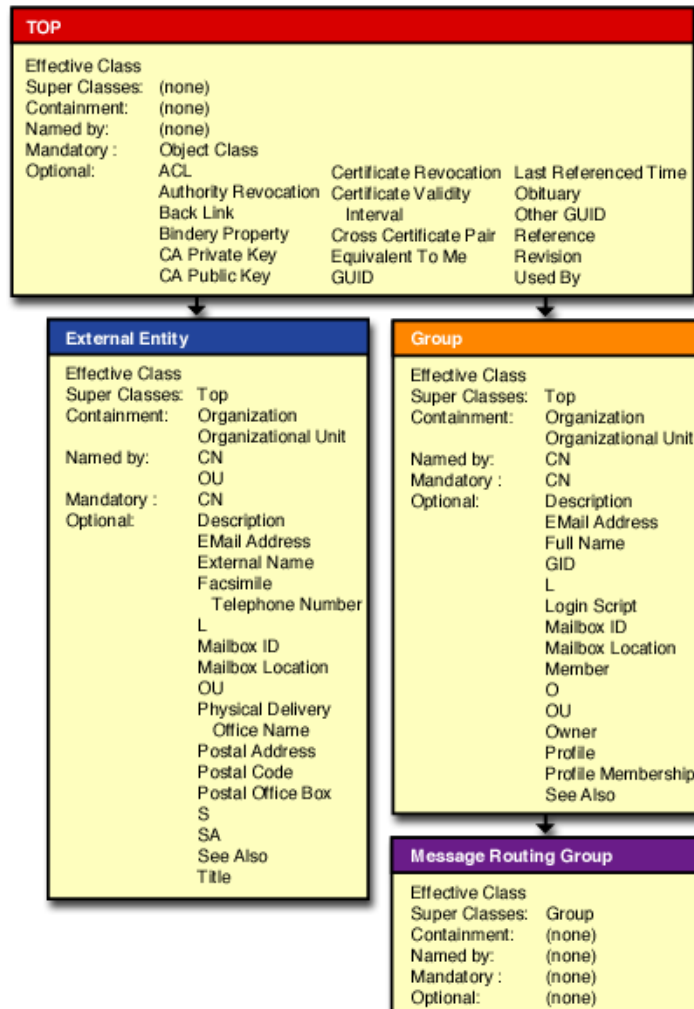 TOP
Effective Class
Super Classes: (none)
Containment: (none)
Named by: (none)
Mandatory : Object Class
Optional: ACL Certificate Revocation Last Referenced Time
Authority Revocation Certificate Validity Obituary
Back Link Interval Other GUID
Bindery Property Cross Certificate Pair Reference
CA Private Key Equivalent To Me Revision
CA Public Key GUID Used By
External Entity
Effective Class
Super Classes: Top
Containment: Organization
Organizational Unit
Named by: CN
OU
Mandatory : CN
Optional: Description
EMail Address
External Name
Facsimile
Telephone Number
L
Mailbox ID
Mailbox Location
OU
Physical Delivery
Office Name
Postal Address
Postal Code
Postal Office Box
S
SA
See Also
Title
Group
Effective Class
Super Classes: Top
Containment: Organization
Organizational Unit
Named by: CN
Mandatory : CN
Optional: Description
EMail Address
Full Name
GID
L
Login Script
Mailbox ID
Mailbox Location
Member
O
OU
Owner
Profile
Profile Membership
See Also
Message Routing Group
Effective Class
Super Classes: Group
Containment: (none)
Named by: (none)
Mandatory : (none)
Optional: (none)